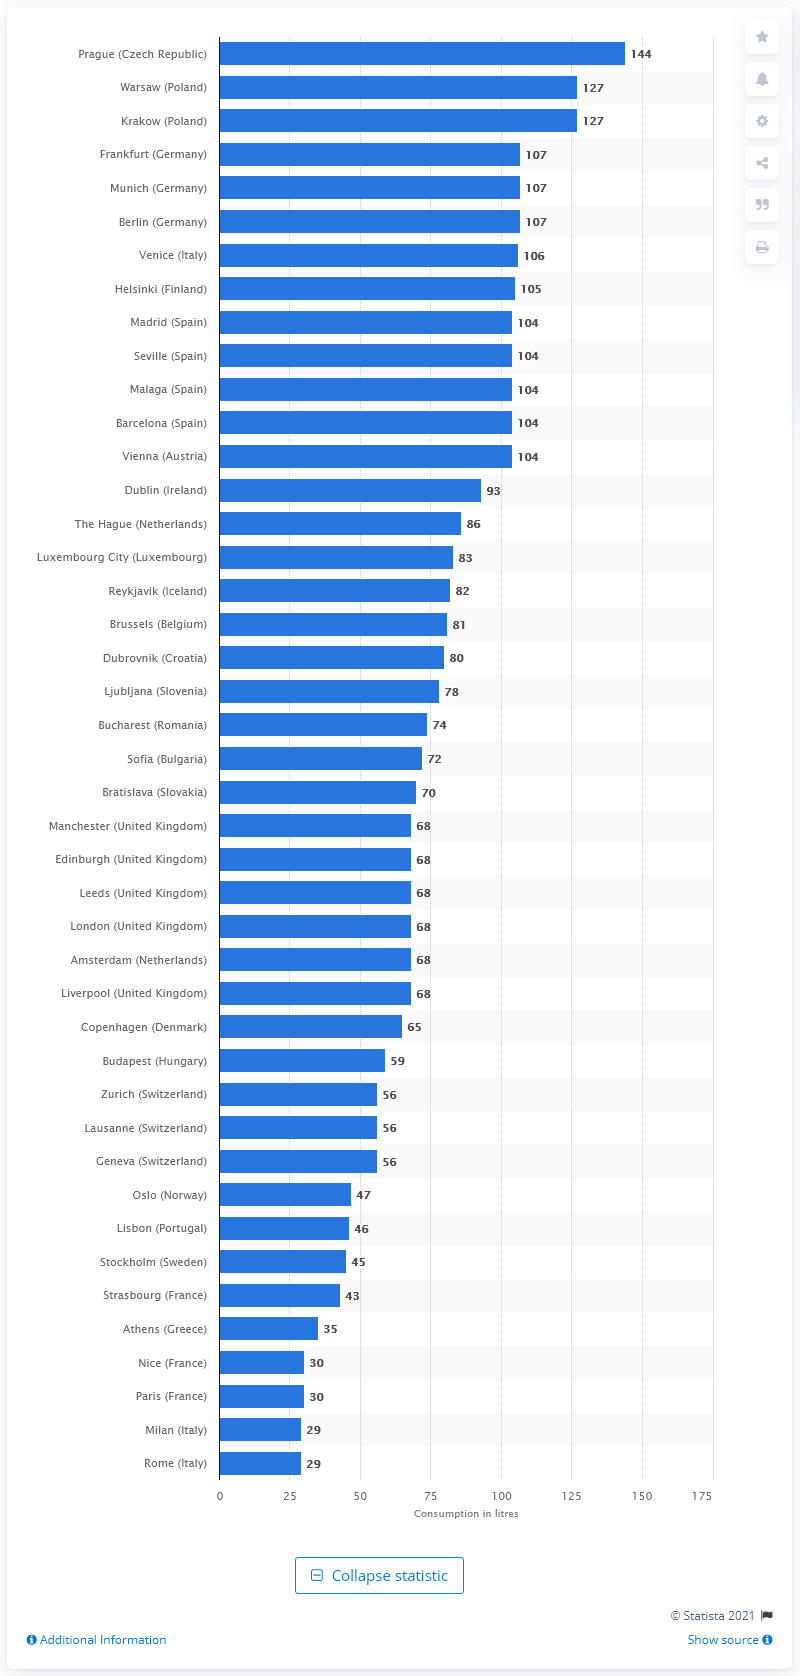 Prague (Czech Republic) 144
Warsaw (Poland) 127
Krakow (Poland) 127
Frankfurt (Germany) 107
Munich (Germany) 107
Berlin (Germany) 107
Venice (Italy) 106
Helsinki (Finland) 105
Madrid (Spain) 104
Seville (Spain) 104
Malaga (Spain) 104
Barcelona (Spain) 104
Vienna (Austria) 104
Dublin (Ireland) 93
The Hague (Netherlands) 86
Luxembourg City (Luxembourg) 83
Reykjavik (Iceland) 82
Brussels (Belgium) 81
Dubrovnik (Croatia) 80
Ljubljana (Slovenia) 78
Bucharest (Romania) 74
Sofia (Bulgaria) 72
Bratislava (Slovakia) 70
Manchester (United Kingdom) 68
Edinburgh (United Kingdom) 68
Leeds (United Kingdom) 68
London (United Kingdom) 68
Amsterdam (Netherlands) 68
Liverpool (United Kingdom) 68
Copenhagen (Denmark) 65
Budapest (Hungary) 59
Zurich (Switzerland) 56
Lausanne (Switzerland) 56
Geneva (Switzerland) 56
Oslo (Norway) 47
Lisbon (Portugal) 46
Stockholm (Sweden) 45
Strasbourg (France) 43
Athens (Greece) 35
Nice (France) 30
Paris (France) 30
Milan (Italy) 29
Rome (Italy) 29
0 25 50 75 100 125 150 175
Consumption in litres
Collapse statistic
© Statista 2021
Additional Information Show source